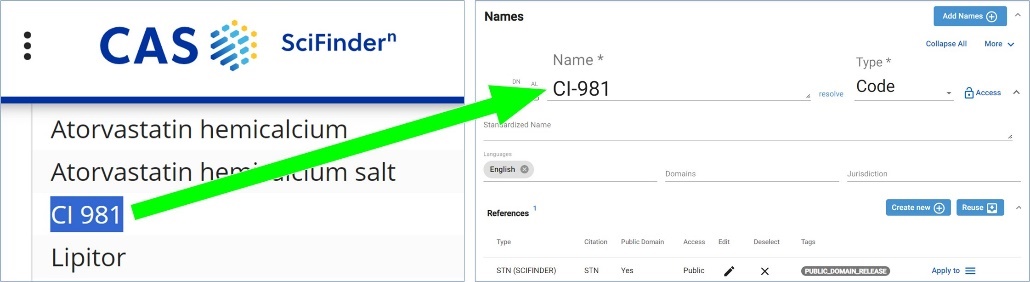 CAS SciFinderⁿ
Atorvastatin hemicalcium
Atorvastatin hemicalcium salt
CI 981
Lipitor
Names
Add Names
Collapse All More
Name * Type *
DN AL
CI-981 resolve Code Access
Standardized Name
Languages
English Domains Jurisdiction
References 1 Create new Reuse
Type Citation Public Domain Access Edit Deselect Tags
STN (SCIFINDER) STN Yes Public PUBLIC_DOMAIN_RELEASE Apply to